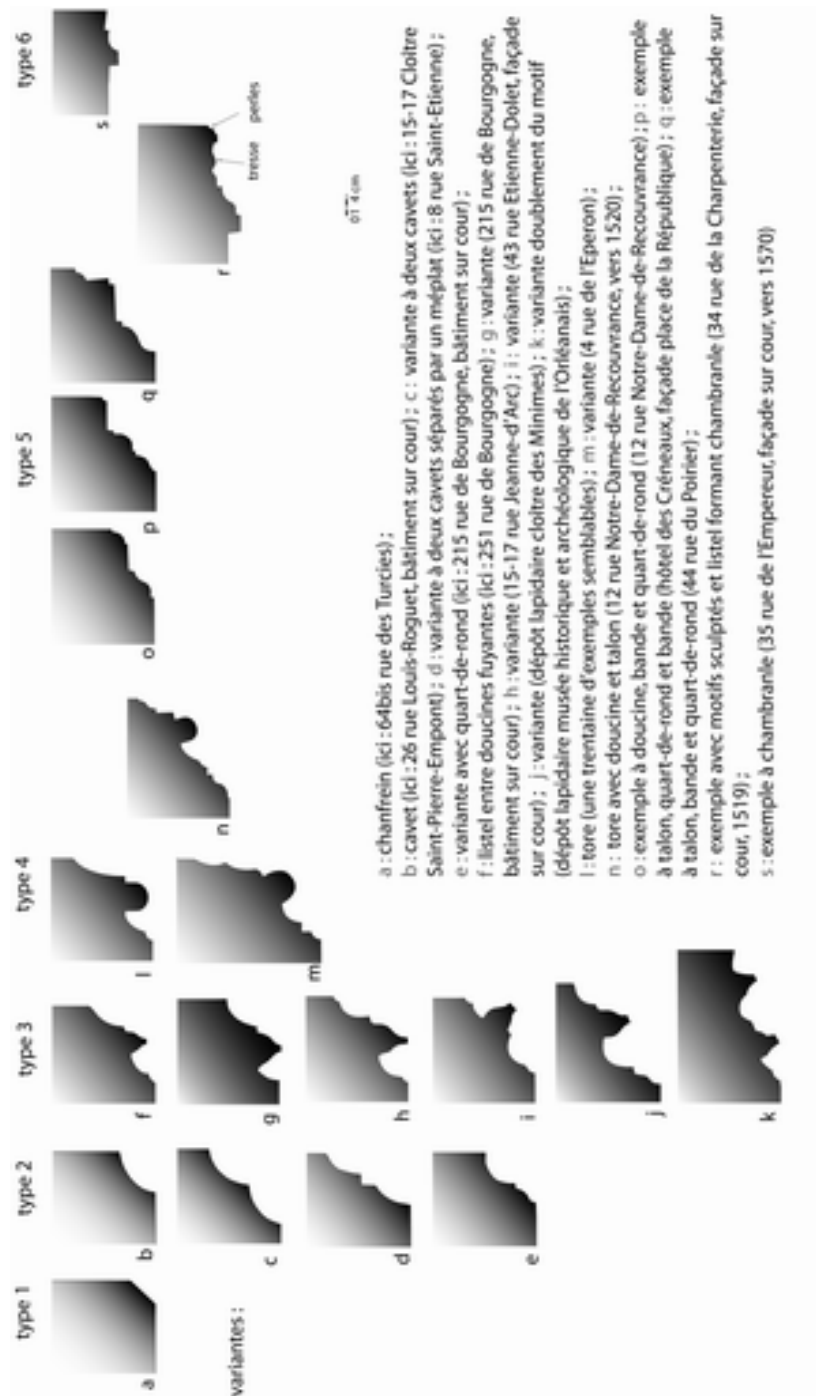 type 1
type 2
type 3
type 4
type 5
type 6
a
variantes :
b
c
d
e
f
g
h
i
j
k
l
m
n
o
p
q
r
tresse
perles
s
0 1 4 cm
a : chanfrein (ici : 64bis rue des Turcies) ;
b : cavet (ici : 26 rue Louis-Roguet, bâtiment sur cour) ; c : variante à deux cavets (ici : 15-17 Cloître
Saint-Pierre-Empont) ; d : variante à deux cavets séparés par un méplat (ici : 8 rue Saint-Etienne) ;
e : variante avec quart-de-rond (ici : 215 rue de Bourgogne, bâtiment sur cour) ;
f : listel entre doucines fuyantes (ici : 251 rue de Bourgogne) ; g : variante (215 rue de Bourgogne,
bâtiment sur cour) ; h : variante (15-17 rue Jeanne-d'Arc) ; i : variante (43 rue Etienne-Dolet, façade
sur cour) ; j : variante (dépôt lapidaire cloître des Minimes) ; k : variante doublement du motif
(dépôt lapidaire musée historique et archéologique de l'Orléanais) ;
l : tore (une trentaine d'exemples semblables) ; m : variante (4 rue de l'Eperon) ;
n : tore avec doucine et talon (12 rue Notre-Dame-de-Recouvrance, vers 1520) ;
o : exemple à doucine, bande et quart-de-rond (12 rue Notre-Dame-de-Recouvrance) ; p : exemple
à talon, quart-de-rond et bande (hôtel des Créneaux, façade place de la République) ; q : exemple
à talon, bande et quart-de-rond (44 rue du Poirier) ;
r : exemple avec motifs sculptés et listel formant chambranle (34 rue de la Charpenterie, façade sur
cour, 1519) ;
s : exemple à chambranle (35 rue de l'Empereur, façade sur cour, vers 1570)